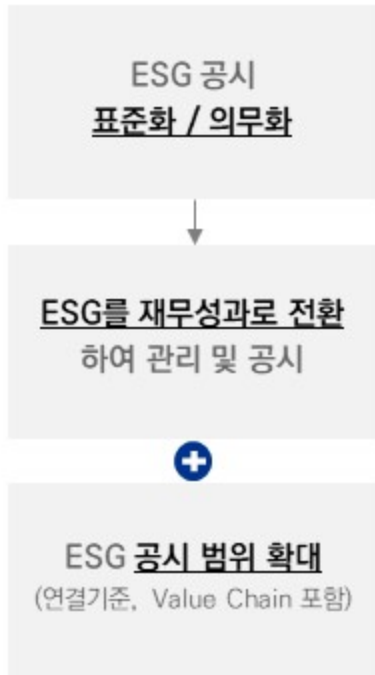 ESG 공시
표준화 / 의무화
ESG를 재무성과로 전환
하여 관리 및 공시
ESG 공시 범위 확대
(연결기준, Value Chain 포함)